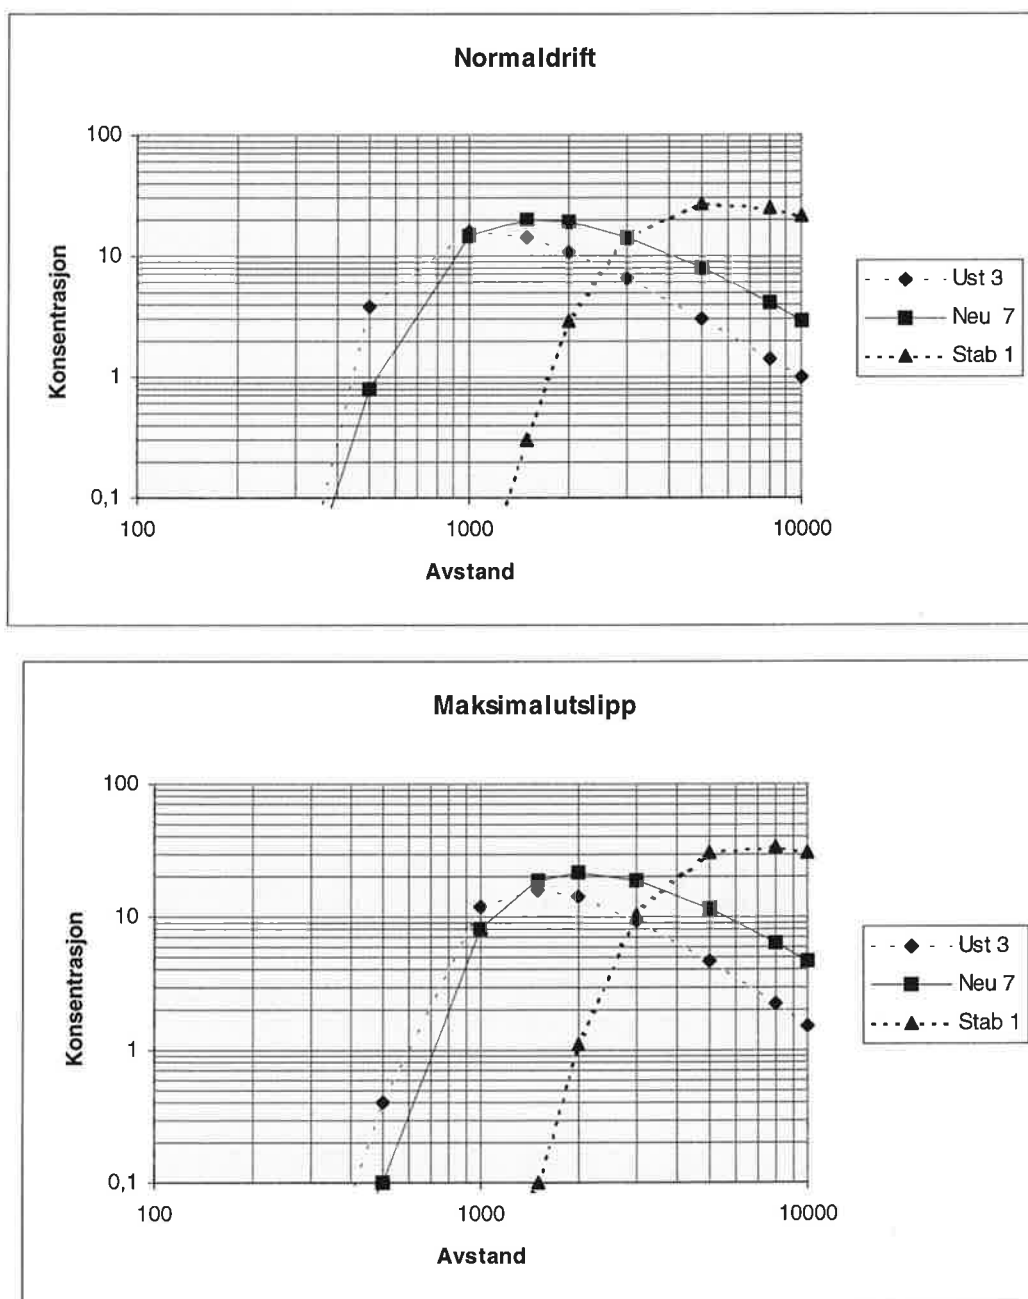 Normaldrift
100
10
1
0,1
100
1000
10000
Konsentrasjon
Avstand
Ust 3
Neu 7
Stab 1
Maksimalutslipp
100
10
1
0,1
100
1000
10000
Konsentrasjon
Avstand
Ust 3
Neu 7
Stab 1